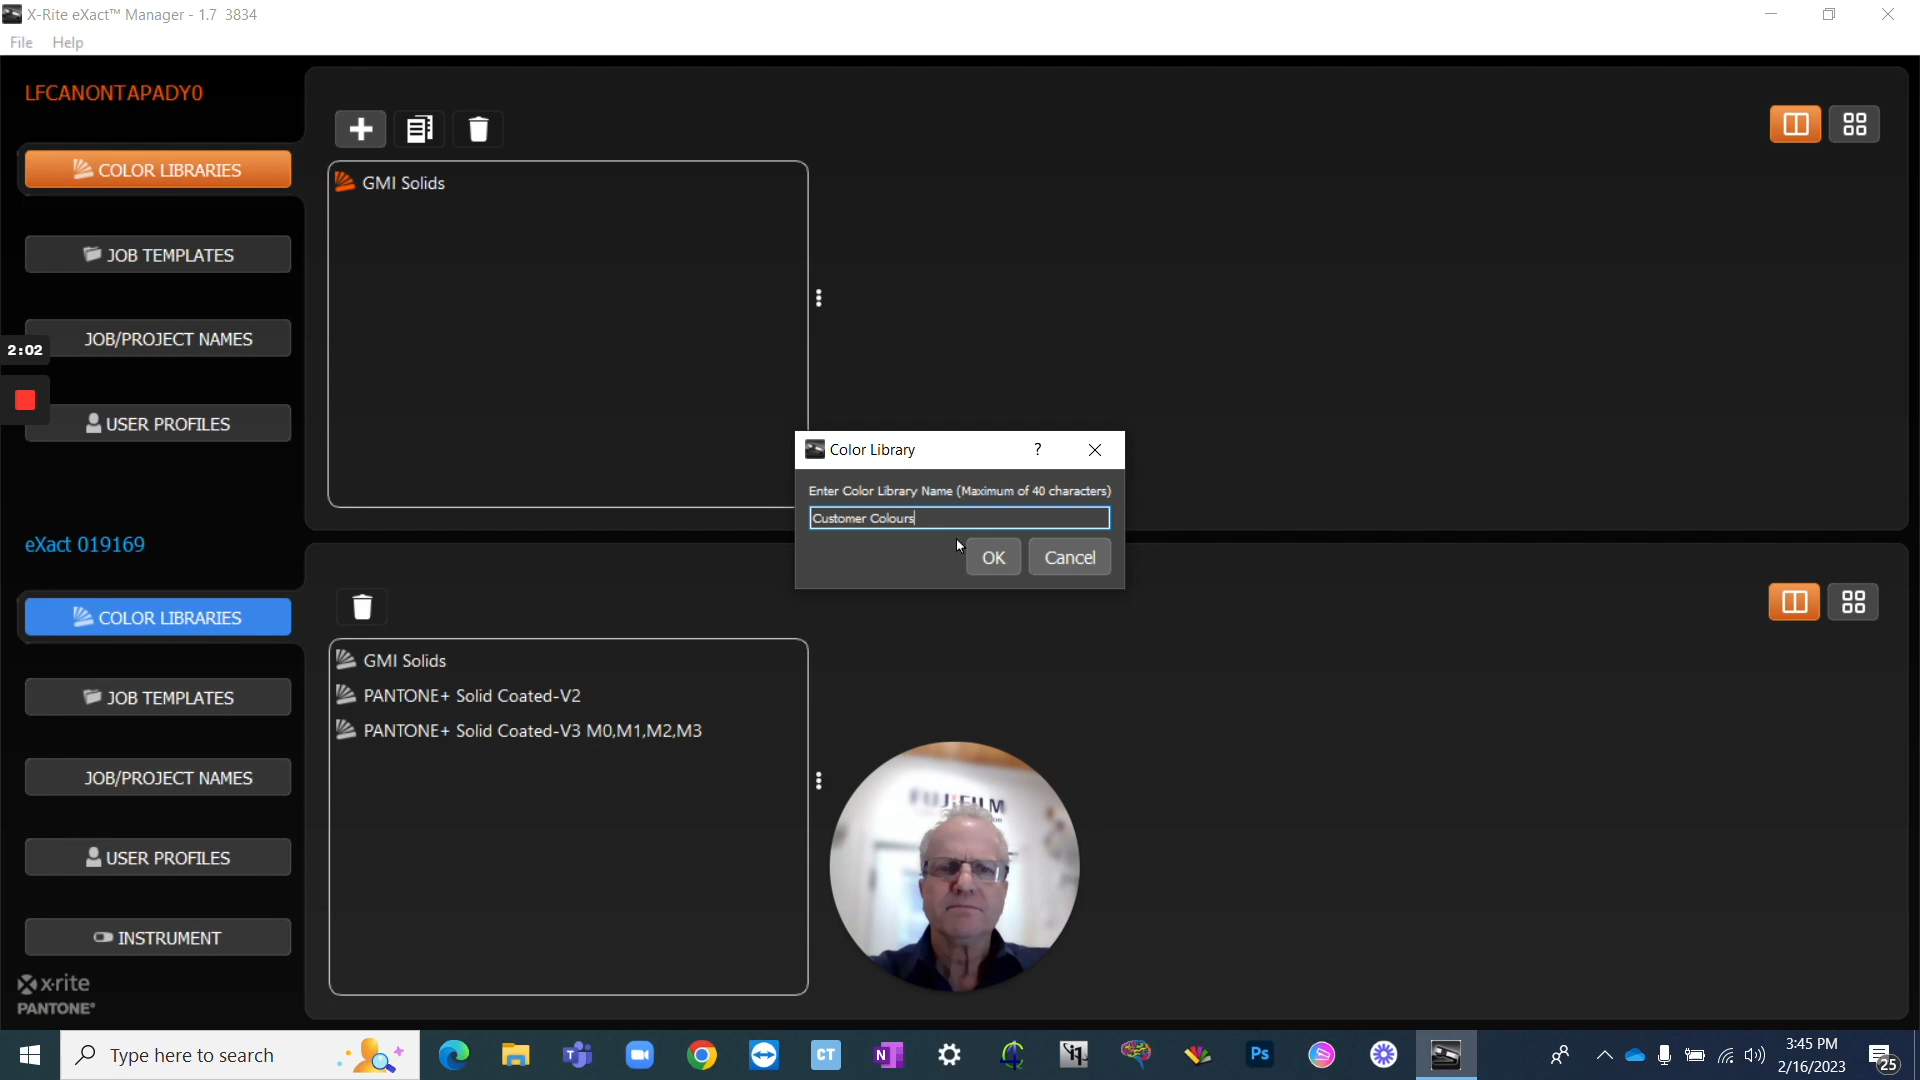 X-Rite eXact™ Manager - 1.7 3834
File Help
LFCANONTAPADY0
COLOR LIBRARIES
JOB TEMPLATES
JOB/PROJECT NAMES
2:02
USER PROFILES
GMI Solids
Color Library
?
Enter Color Library Name (Maximum of 40 characters)
Customer Colours
OK
Cancel
eXact 019169
COLOR LIBRARIES
JOB TEMPLATES
JOB/PROJECT NAMES
USER PROFILES
INSTRUMENT
x-rite
PANTONE®
GMI Solids
PANTONE+ Solid Coated-V2
PANTONE+ Solid Coated-V3 M0,M1,M2,M3
FUJIFILM
Type here to search
CT
N
Ps
3:45 PM
2/16/2023
25